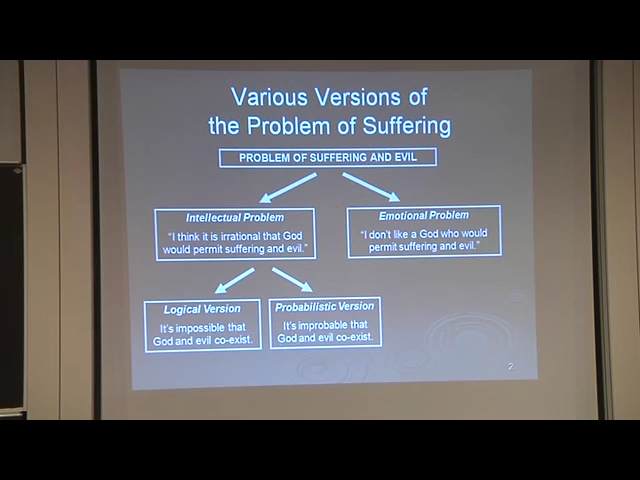 Various Versions of
the Problem of Suffering
PROBLEM OF SUFFERING AND EVIL
Intellectual Problem
"I think it is irrational that God
would permit suffering and evil."
Emotional Problem
"I don't like a God who would
permit suffering and evil."
Logical Version
It's impossible that
God and evil co-exist.
Probabilistic Version
It's improbable that
God and evil co-exist.
2